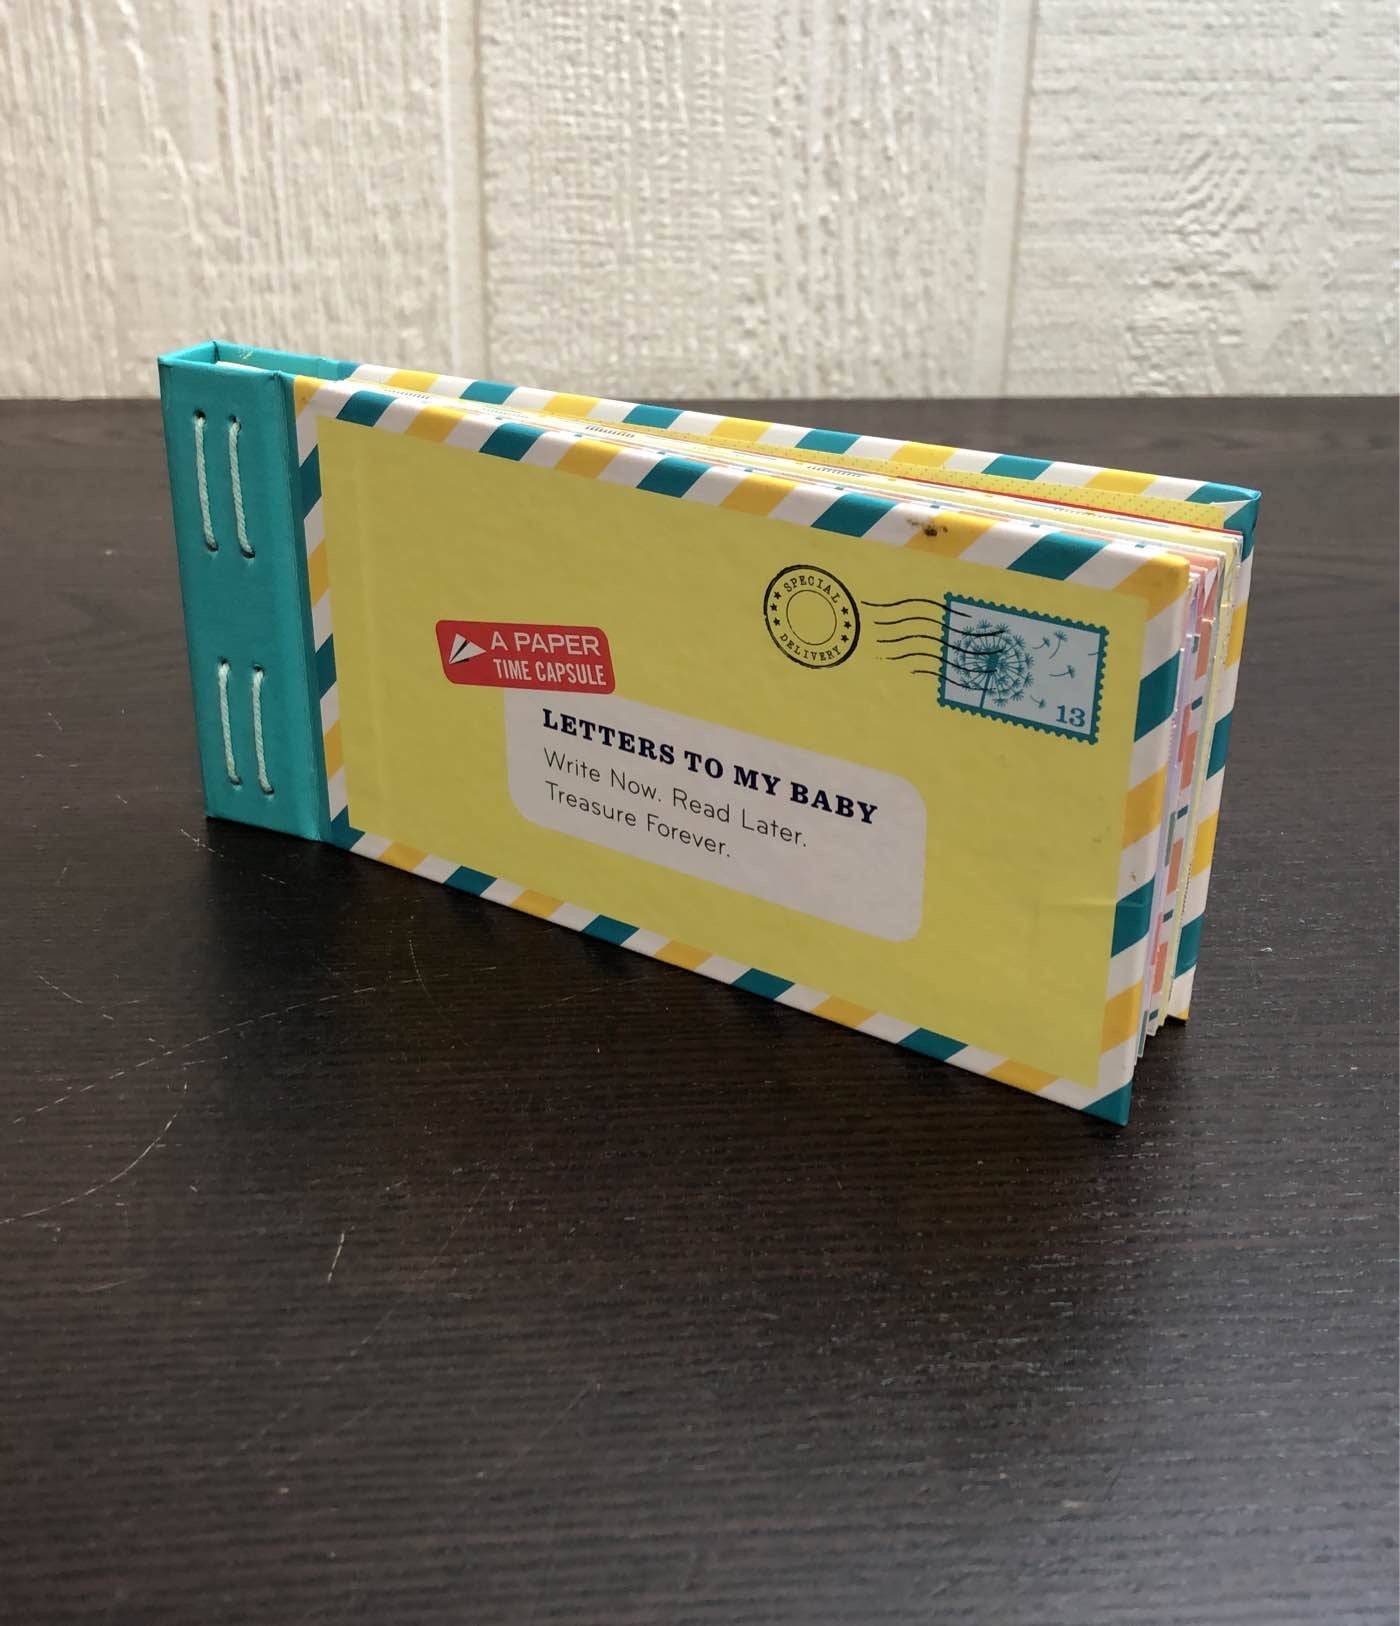 SPECIAL
DELIVERY
13
A PAPER
TIME CAPSULE
LETTERS TO MY BABY
Write Now. Read Later.
Treasure Forever.